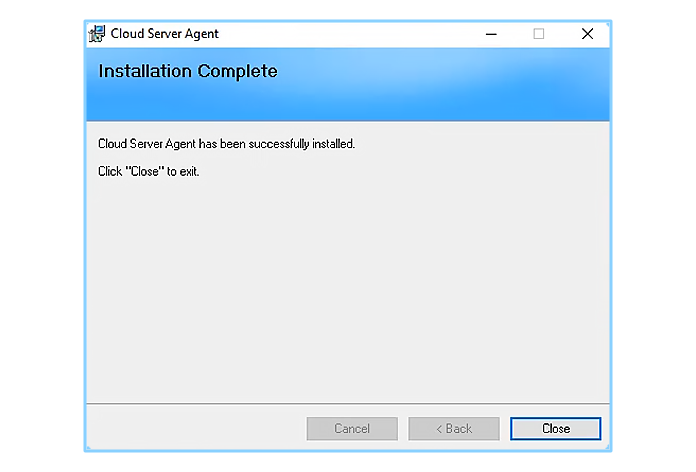 Cloud Server Agent
Installation Complete
Cloud Server Agent has been successfully installed.
Click "Close" to exit.
Cancel
< Back
Close